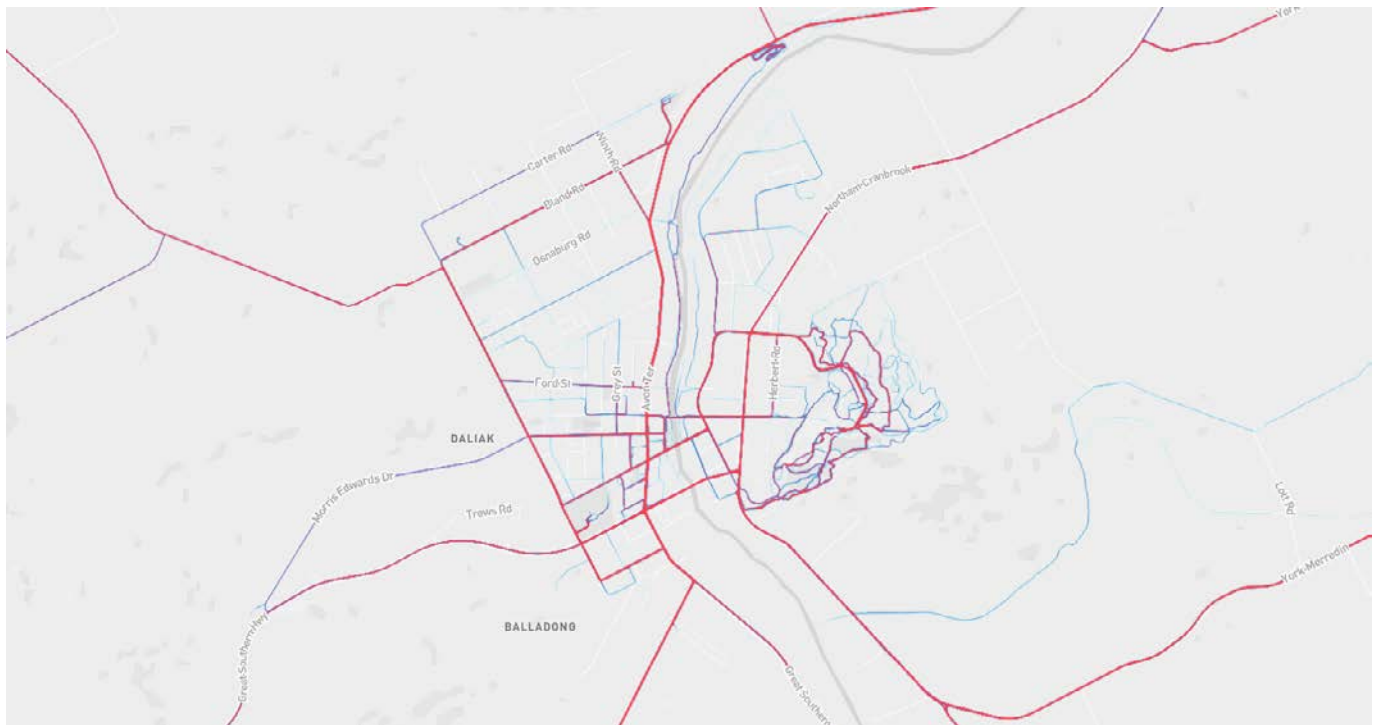 York
Carter Rd
Ninth Rd
Bland Rd
Northam-Cranbrook
Osnaburg Rd
Ford St
Grey St
Avon Ter
Herbert Rd
DALIAK
Morris Edwards Dr
Trews Rd
York-Merredin
BALLADONG
Great Southern Hwy
Great Southern